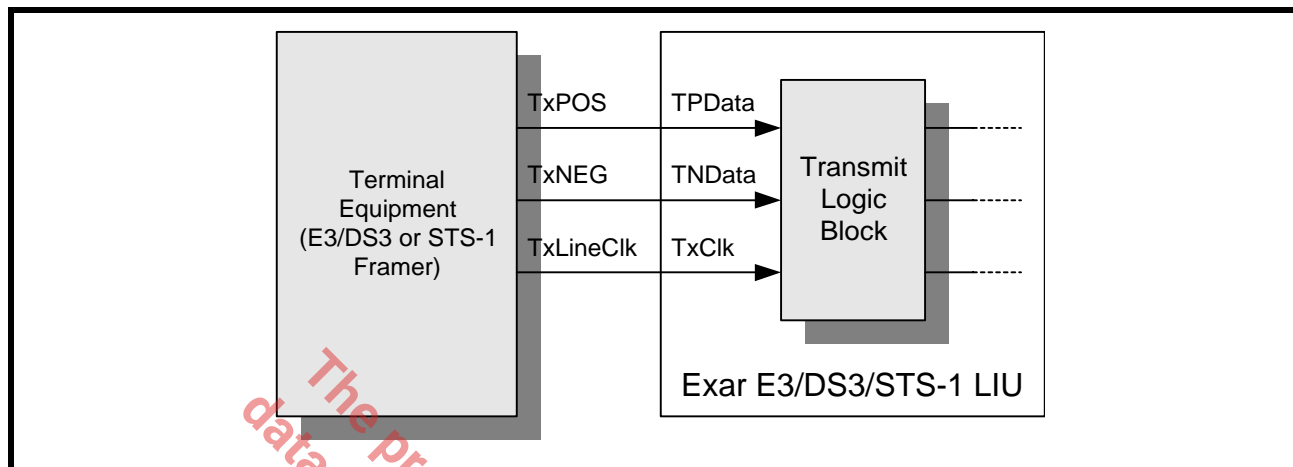 TxPOS TPData
TxNEG TNData
TxLineClk TxClk
Terminal
Equipment
(E3/DS3 or STS-1
Framer)
Transmit
Logic
Block
Exar E3/DS3/STS-1 LIU
The